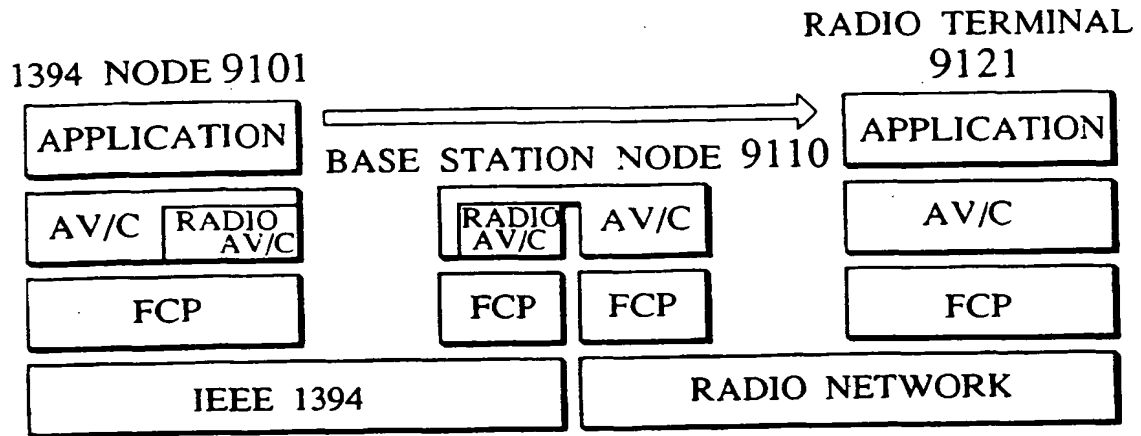 RADIO TERMINAL
9121
1394 NODE 9101
APPLICATION
APPLICATION
BASE STATION NODE 9110
AV/C
RADIO
AV/C
RADIO
AV/C
AV/C
AV/C
FCP
FCP
FCP
FCP
IEEE 1394
RADIO NETWORK